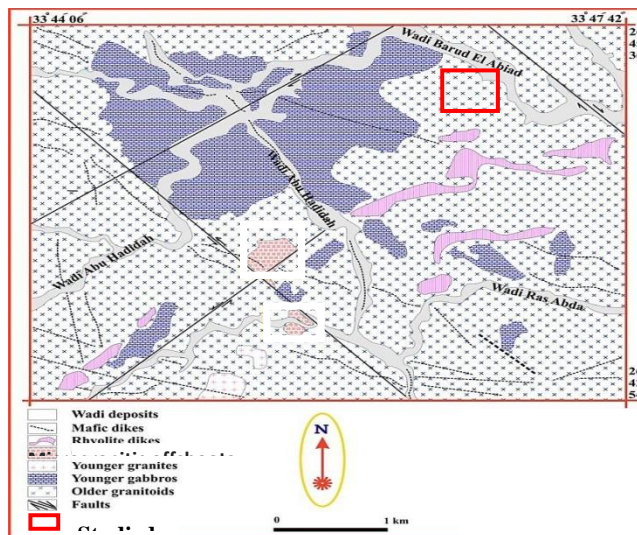 33° 44' 06"
33° 47' 42"
Wadi Barud El Abiad
Wadi Abu Hadidah
Wadi Abu Hadidah
Wadi Ras Abda
Wadi deposits
Mafic dikes
Rhyolite dikes
offshoots
Younger granites
Younger gabbros
Older granitoids
Faults
N
0 1 km